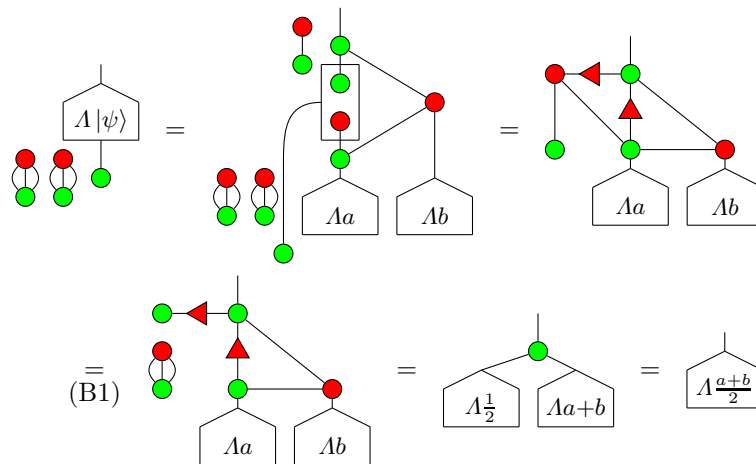 Λ|ψ⟩ = Λa Λb = Λa Λb
= (B1) Λa Λb = Λ1/2 Λa+b = Λ(a+b)/2